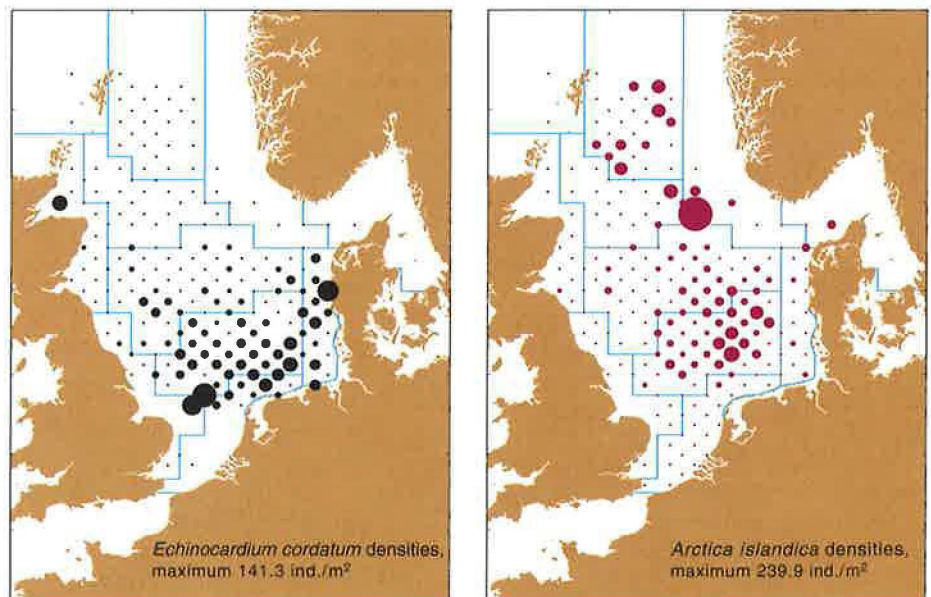 Echinocardium cordatum densities,
maximum 141.3 ind./m²
Arctica islandica densities,
maximum 239.9 ind./m²